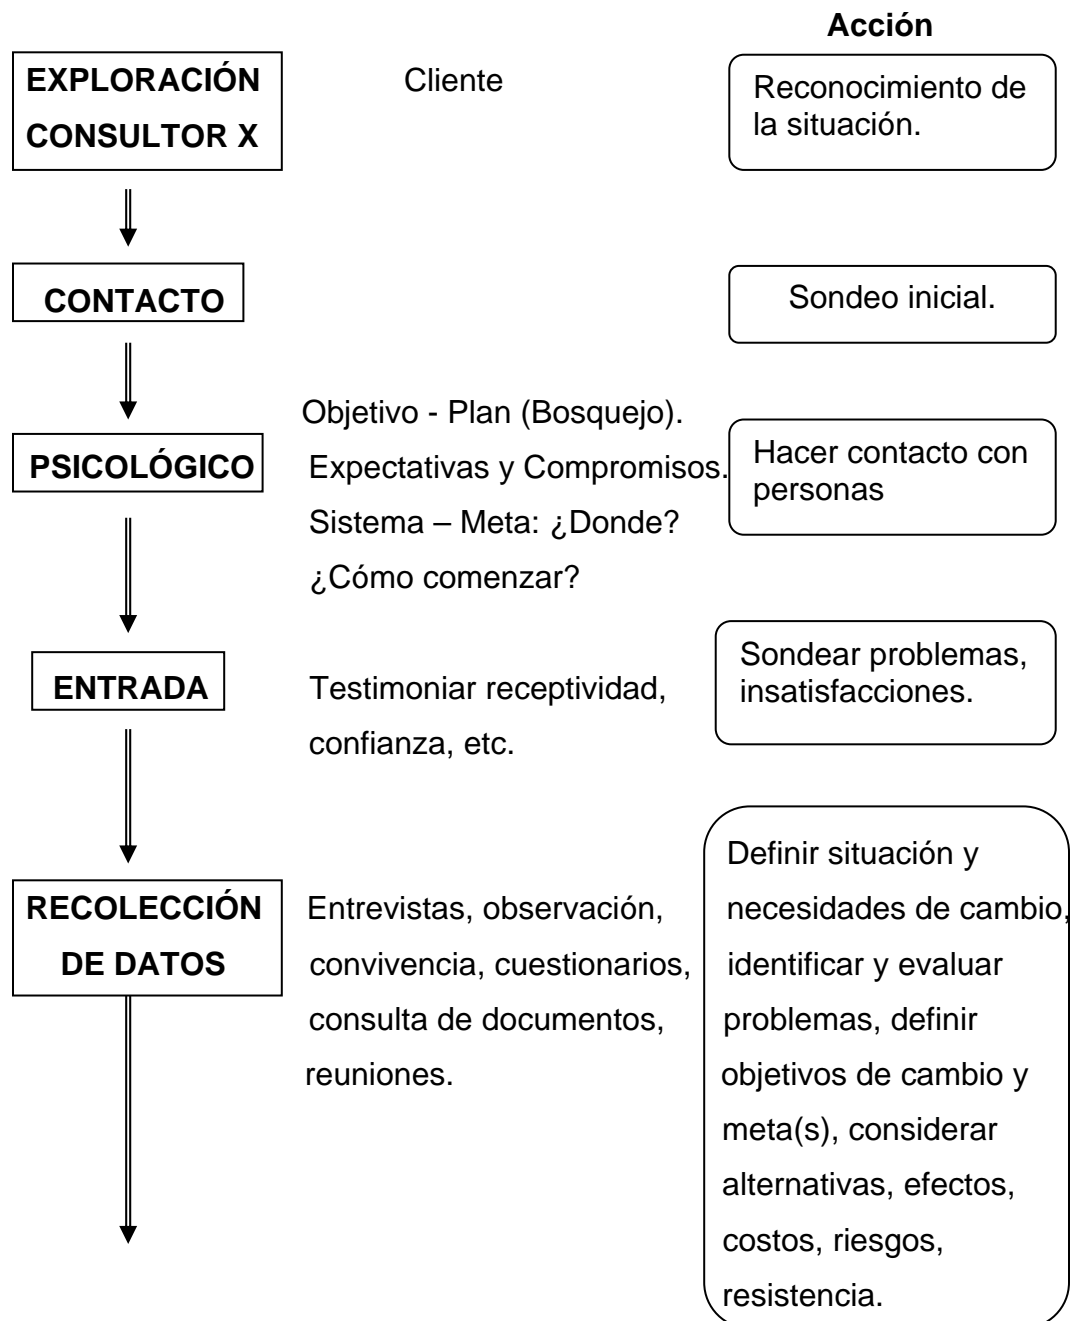 Acción
EXPLORACIÓN
CONSULTOR X
Cliente
Reconocimiento de
la situación.
CONTACTO
Sondeo inicial.
PSICOLÓGICO
Objetivo - Plan (Bosquejo).
Expectativas y Compromisos.
Sistema – Meta: ¿Donde?
¿Cómo comenzar?
Hacer contacto con
personas
ENTRADA
Testimoniar receptividad,
confianza, etc.
Sondear problemas,
insatisfacciones.
RECOLECCIÓN
DE DATOS
Entrevistas, observación,
convivencia, cuestionarios,
consulta de documentos,
reuniones.
Definir situación y
necesidades de cambio,
identificar y evaluar
problemas, definir
objetivos de cambio y
meta(s), considerar
alternativas, efectos,
costos, riesgos,
resistencia.